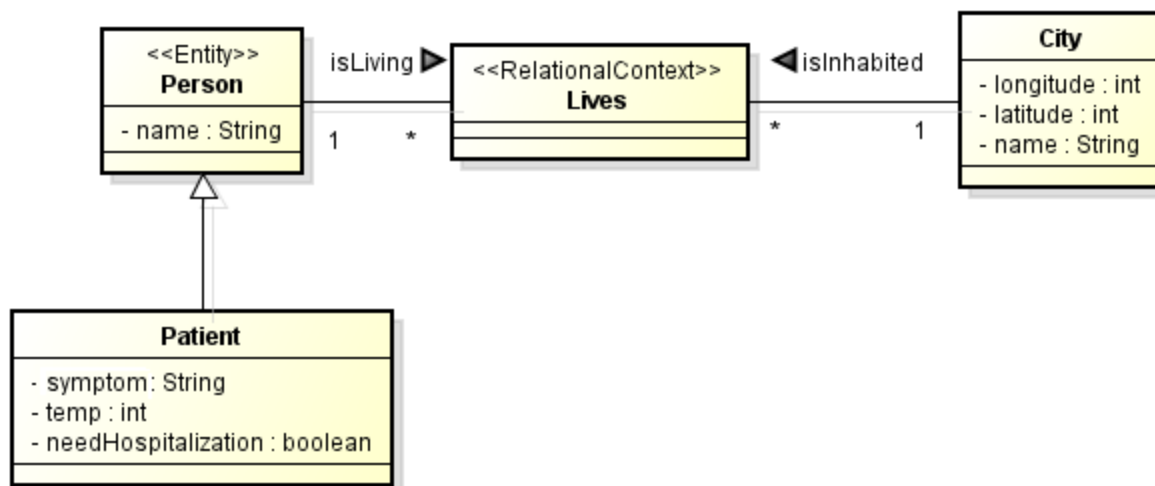 <<Entity>>
Person
- name : String
isLiving
1
*
<<RelationalContext>>
Lives
isInhabited
*
1
City
- longitude : int
- latitude : int
- name : String
Patient
- symptom: String
- temp : int
- needHospitalization : boolean